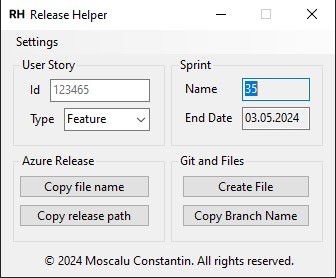 RH Release Helper
Settings
User Story
Id 123465
Type Feature
Sprint
Name 35
End Date 03.05.2024
Azure Release
Copy file name
Copy release path
Git and Files
Create File
Copy Branch Name
© 2024 Moscalu Constantin. All rights reserved.